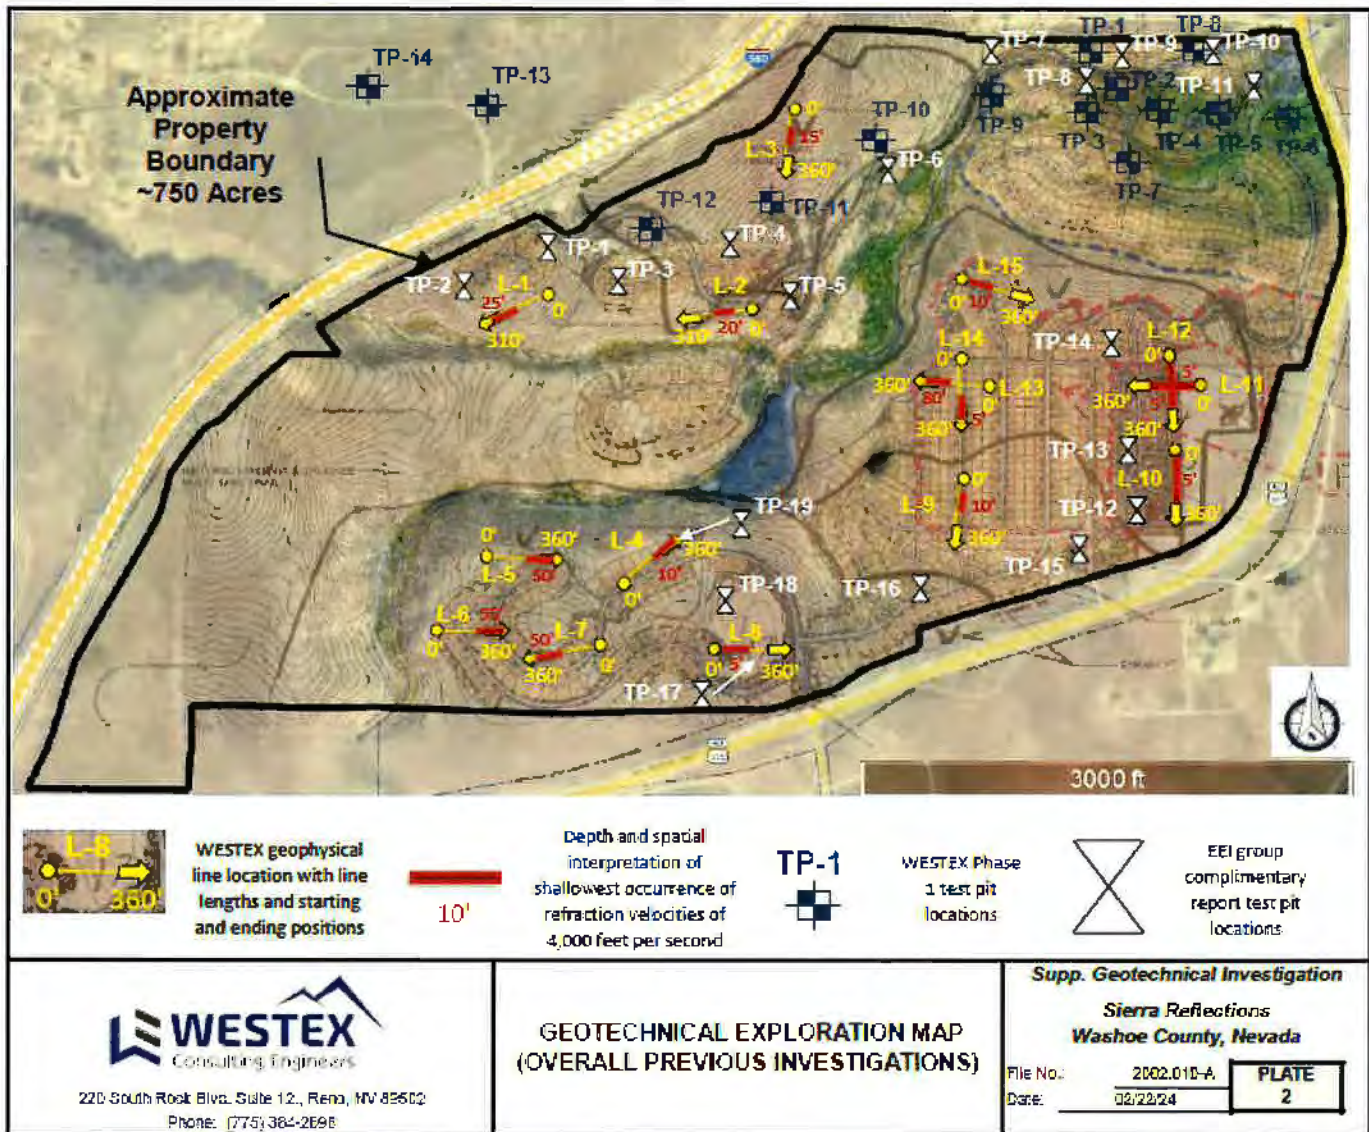 TP-14
TP-13
Approximate
Property
Boundary
~750 Acres
580
TP-7
TP-1
TP-9
TP-8
TP-10
TP-8
TP-2
TP-11
TP-9
TP-3
TP-4
TP-5
TP-6
TP-7
0'
15'
L-3
360'
TP-10
TP-6
TP-11
TP-12
TP-1
TP-4
TP-2
TP-3
TP-5
L-1
25'
0'
310'
L-2
20'
0'
310'
L-15
0'
10'
360'
L-14
0'
TP-14
L-12
0'
5'
360'
80'
L-13
0'
360'
5'
360'
5'
L-11
0'
360'
TP-13
0'
L-10
5'
360'
TP-12
L-9
0'
10'
360'
TP-15
TP-19
L-4
360'
10'
0'
0'
360'
L-5
50'
L-6
50'
0'
360'
50'
L-7
0'
360'
TP-18
TP-16
L-8
0'
5'
360'
TP-17
3000 ft
L-8
0'
360'
WESTEX geophysical
line location with line
lengths and starting
and ending positions
10'
Depth and spatial
interpretation of
shallowest occurrence of
refraction velocities of
4,000 feet per second
TP-1
WESTEX Phase
1 test pit
locations
EEI group
complimentary
report test pit
locations
WESTEX
Consulting Engineers
220 South Rock Blvd. Suite 12., Reno, NV 89502
Phone: (775) 384-2696
GEOTECHNICAL EXPLORATION MAP
(OVERALL PREVIOUS INVESTIGATIONS)
Supp. Geotechnical Investigation
Sierra Reflections
Washoe County, Nevada
File No.: 2002.010-A
Date: 02/22/24
PLATE
2